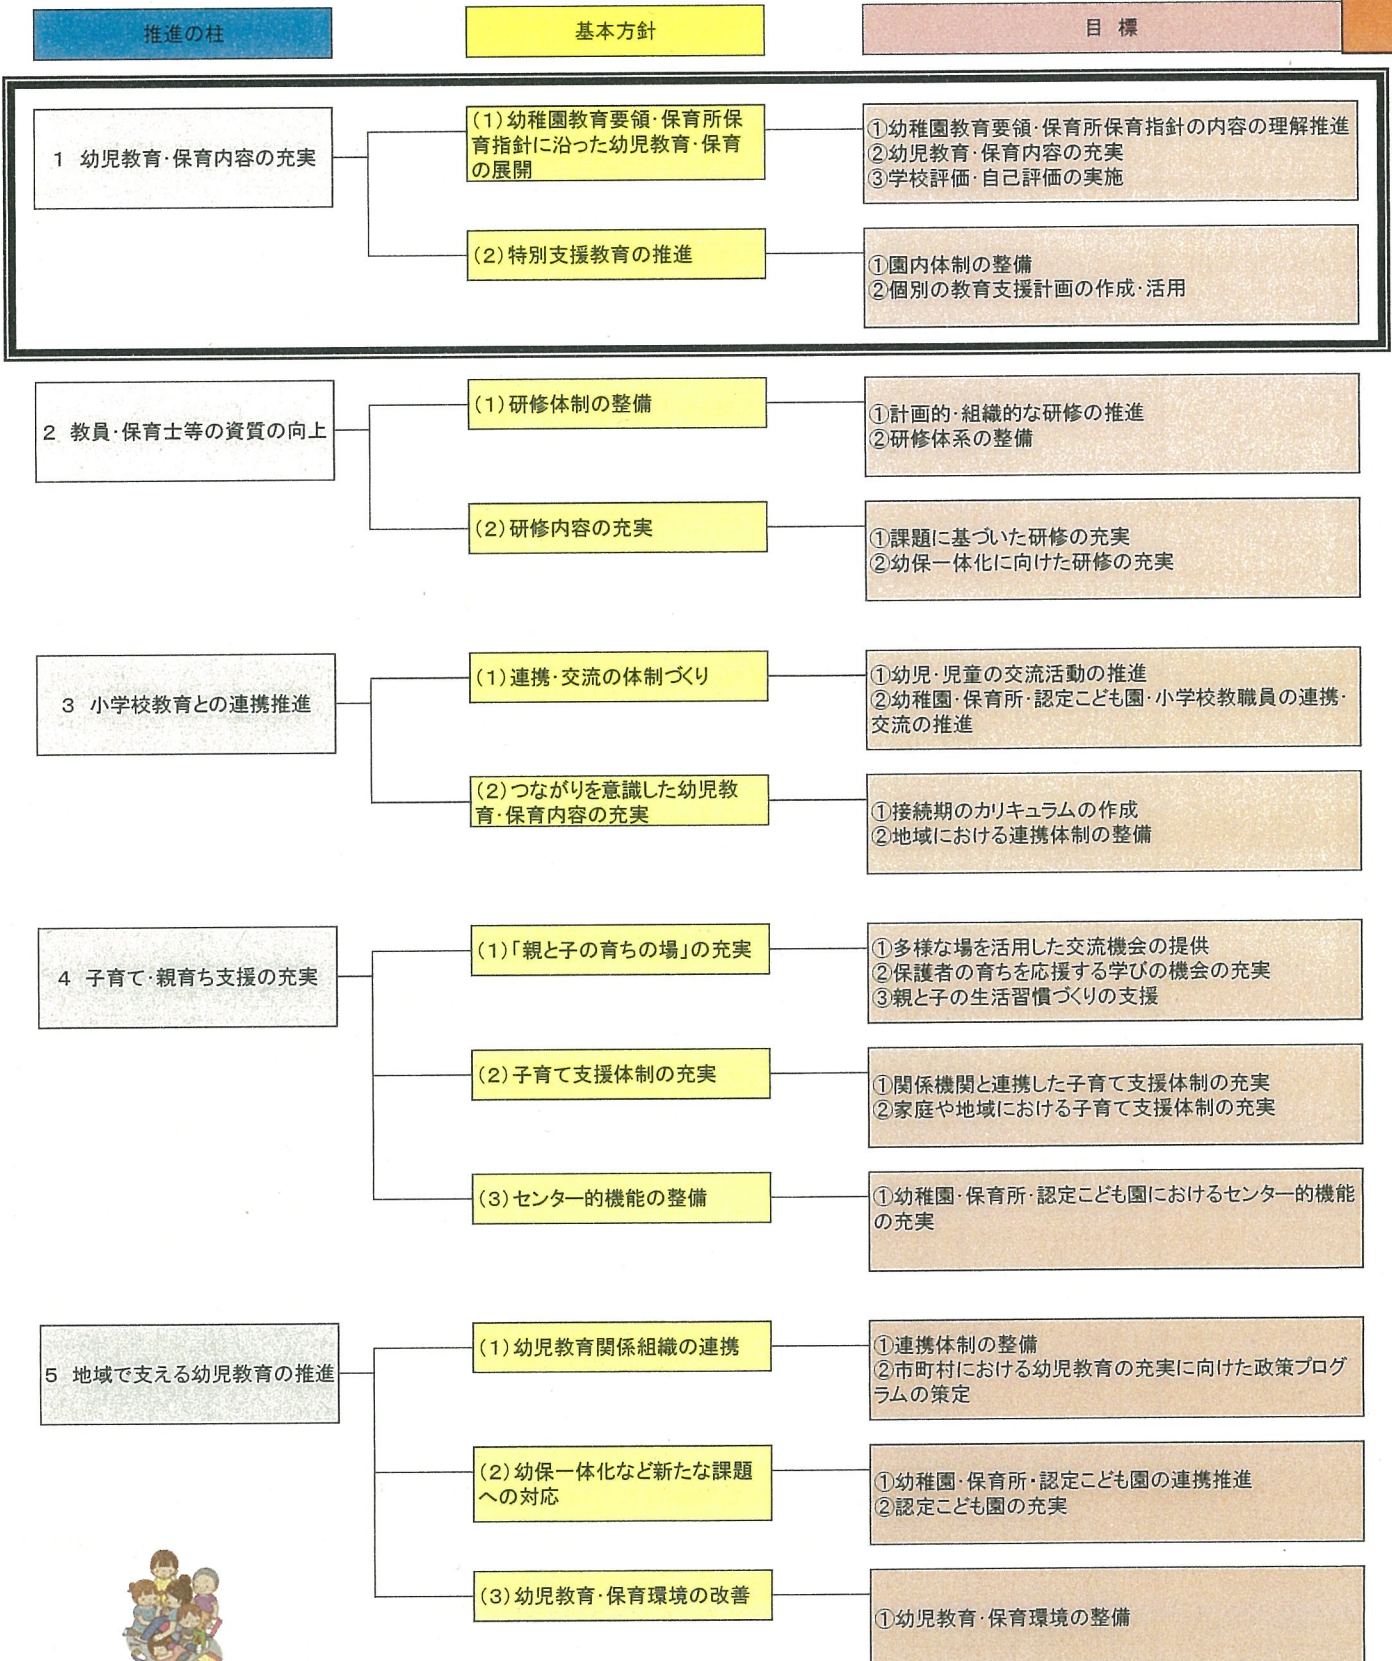 推進の柱
基本方針
目 標
1 幼児教育・保育内容の充実
(1)幼稚園教育要領・保育所保
育指針に沿った幼児教育・保育
の展開
①幼稚園教育要領・保育所保育指針の内容の理解推進
②幼児教育・保育内容の充実
③学校評価・自己評価の実施
(2)特別支援教育の推進
①園内体制の整備
②個別の教育支援計画の作成・活用
2 教員・保育士等の資質の向上
(1)研修体制の整備
①計画的・組織的な研修の推進
②研修体系の整備
(2)研修内容の充実
①課題に基づいた研修の充実
②幼保一体化に向けた研修の充実
3 小学校教育との連携推進
(1)連携・交流の体制づくり
①幼児・児童の交流活動の推進
②幼稚園・保育所・認定こども園・小学校教職員の連携・
交流の推進
(2)つながりを意識した幼児教
育・保育内容の充実
①接続期のカリキュラムの作成
②地域における連携体制の整備
4 子育て・親育ち支援の充実
(1)「親と子の育ちの場」の充実
①多様な場を活用した交流機会の提供
②保護者の育ちを応援する学びの機会の充実
③親と子の生活習慣づくりの支援
(2)子育て支援体制の充実
①関係機関と連携した子育て支援体制の充実
②家庭や地域における子育て支援体制の充実
(3)センター的機能の整備
①幼稚園・保育所・認定こども園におけるセンター的機能
の充実
5 地域で支える幼児教育の推進
(1)幼児教育関係組織の連携
①連携体制の整備
②市町村における幼児教育の充実に向けた政策プログ
ラムの策定
(2)幼保一体化など新たな課題
への対応
①幼稚園・保育所・認定こども園の連携推進
②認定こども園の充実
(3)幼児教育・保育環境の改善
①幼児教育・保育環境の整備